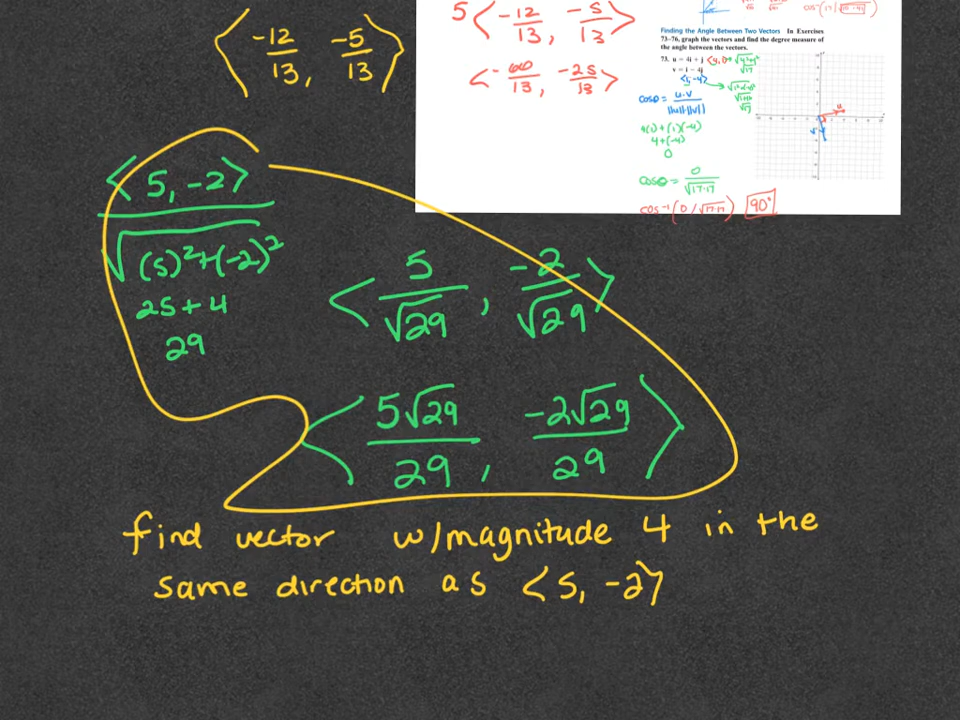 ⟨-12/13, -5/13⟩
5⟨-12/13, -5/13⟩
⟨-60/13, -25/13⟩
Finding the Angle Between Two Vectors In Exercises
73–76, graph the vectors and find the degree measure of
the angle between the vectors.
73. u = 4i + j
v = i - 4j
cosθ = u·v / ||u|| ||v||
4(1) + (1)(-4)
4 + (-4)
0
cosθ = 0 / √17·17
cos⁻¹(0/√17·17) 90°
⟨5, -2⟩
√(5)²+(-2)²
25+4
29
⟨5/√29, -2/√29⟩
⟨5√29/29, -2√29/29⟩
find vector w/magnitude 4 in the
same direction as <5, -2>